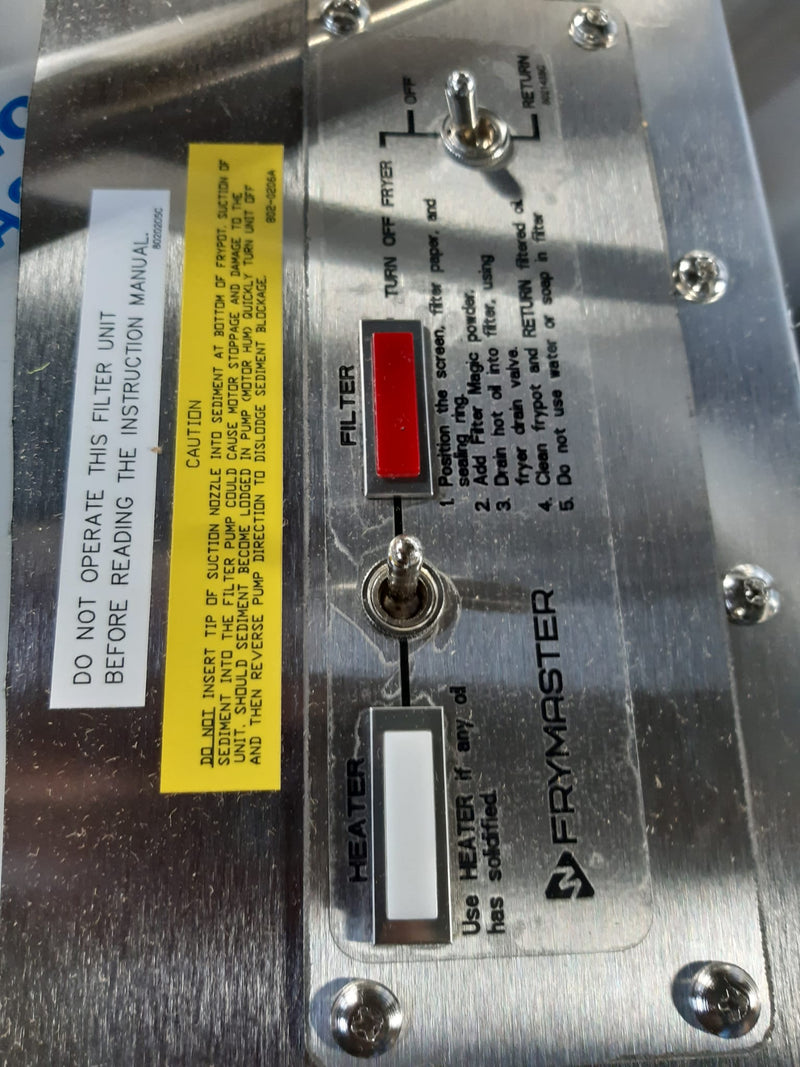 DO NOT OPERATE THIS FILTER UNIT
BEFORE READING THE INSTRUCTION MANUAL.
8020205C
CAUTION
DO NOT INSERT TIP OF SUCTION NOZZLE INTO SEDIMENT AT BOTTOM OF FRYPOT. SUCTION OF
SEDIMENT INTO THE FILTER PUMP COULD CAUSE MOTOR STOPPAGE AND DAMAGE TO THE
UNIT. SHOULD SEDIMENT BECOME LODGED IN PUMP (MOTOR HUM) QUICKLY TURN UNIT OFF
AND THEN REVERSE PUMP DIRECTION TO DISLODGE SEDIMENT BLOCKAGE.
802-0206A
HEATER
FILTER
TURN OFF FRYER
OFF
RETURN
Use HEATER if any oil
has solidified.
1. Position the screen, filter paper, and
sealing ring.
2. Add Filter Magic powder.
3. Drain hot oil into filter, using
fryer drain valve.
4. Clean frypot and RETURN filtered oil
5. Do not use water or soap in filter
FRYMASTER